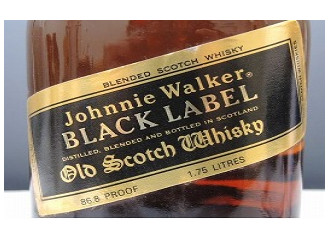 BLENDED SCOTCH WHISKY
Johnnie Walker®
BLACK LABEL
DISTILLED, BLENDED AND BOTTLED IN SCOTLAND
Old Scotch Whisky
86.8 PROOF 1.75 LITRES